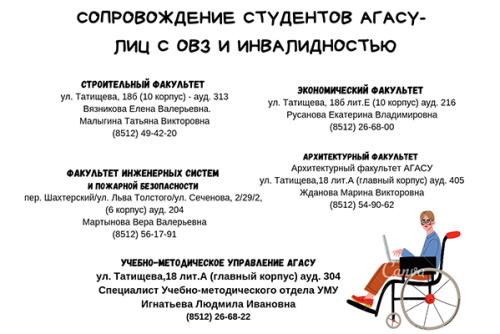 СОПРОВОЖДЕНИЕ СТУДЕНТОВ АГАСУ-
ЛИЦ С ОВЗ И ИНВАЛИДНОСТЬЮ
СТРОИТЕЛЬНЫЙ ФАКУЛЬТЕТ
ул. Татищева, 18б (10 корпус) - ауд. 313
Вязникова Елена Валерьевна.
Малыгина Татьяна Викторовна
(8512) 49-42-20
ЭКОНОМИЧЕСКИЙ ФАКУЛЬТЕТ
ул. Татищева, 18б лит.Е (10 корпус) ауд. 216
Русанова Екатерина Владимировна
(8512) 26-68-00
ФАКУЛЬТЕТ ИНЖЕНЕРНЫХ СИСТЕМ
И ПОЖАРНОЙ БЕЗОПАСНОСТИ
пер. Шахтерский/ул. Льва Толстого/ул. Сеченова, 2/29/2,
(6 корпус) ауд. 204
Мартынова Вера Валерьевна
(8512) 56-17-91
АРХИТЕКТУРНЫЙ ФАКУЛЬТЕТ
Архитектурный факультет АГАСУ
ул. Татищева,18 лит.А (главный корпус) ауд. 405
Жданова Марина Викторовна
(8512) 54-90-62
УЧЕБНО-МЕТОДИЧЕСКОЕ УПРАВЛЕНИЕ АГАСУ
ул. Татищева,18 лит.А (главный корпус) ауд. 304
Специалист Учебно-методического отдела УМУ
Игнатьева Людмила Ивановна
(8512) 26-68-22
Canva